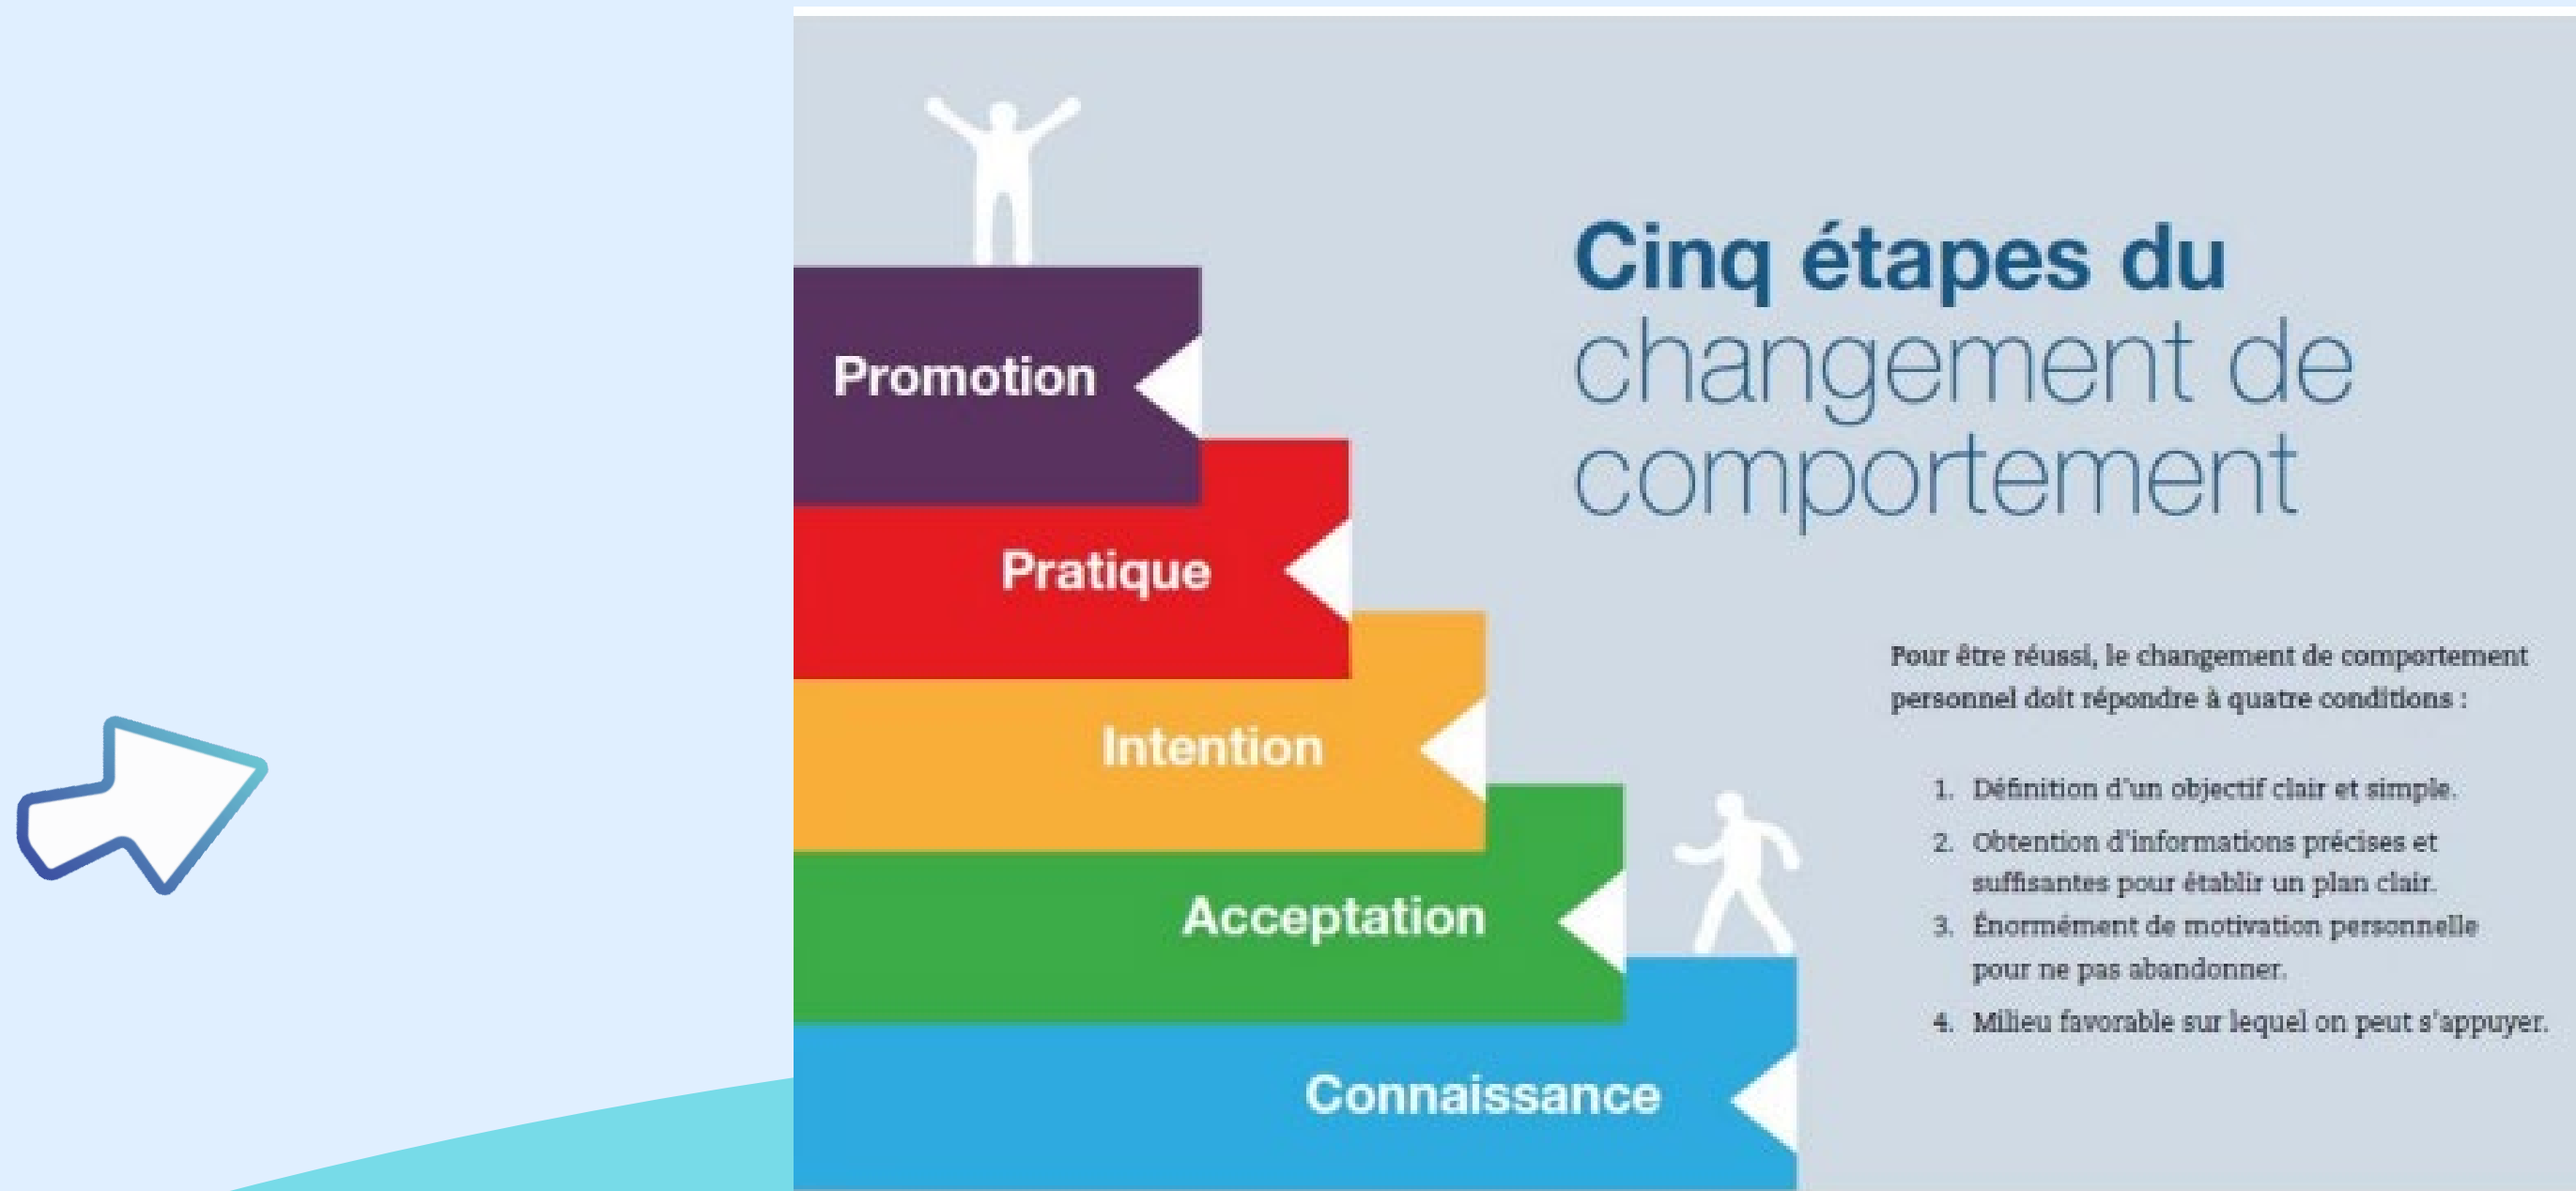 Cinq étapes du
changement de
comportement
Promotion
Pratique
Intention
Acceptation
Connaissance
Pour être réussi, le changement de comportement
personnel doit répondre à quatre conditions :
1. Définition d'un objectif clair et simple.
2. Obtention d'informations précises et
suffisantes pour établir un plan clair.
3. Énormément de motivation personnelle
pour ne pas abandonner.
4. Milieu favorable sur lequel on peut s'appuyer.